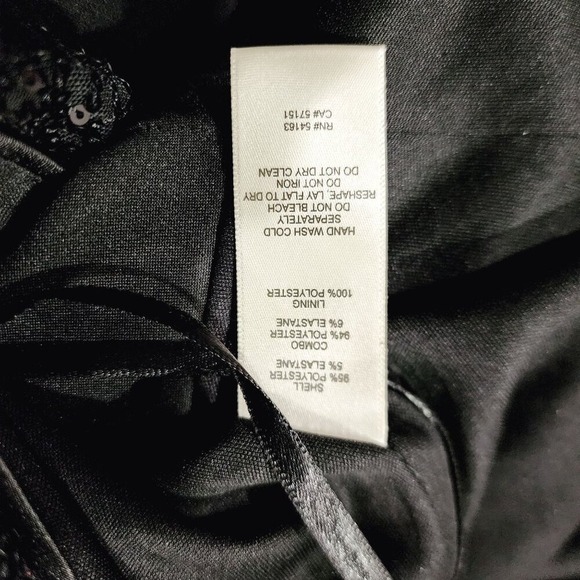 SHELL
95% POLYESTER
5% ELASTANE
COMBO
94% POLYESTER
6% ELASTANE
LINING
100% POLYESTER
HAND WASH COLD
SEPARATELY
DO NOT BLEACH
RESHAPE, LAY FLAT TO DRY
DO NOT IRON
DO NOT DRY CLEAN
RN# 54163
CA# 57151